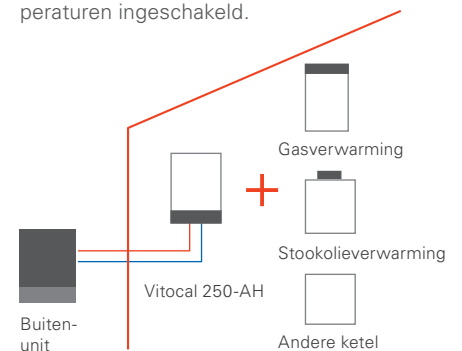 peraturen ingeschakeld.
Gasverwarming
Stookolieverwarming
Vitocal 250-AH
Buiten-
unit
Andere ketel